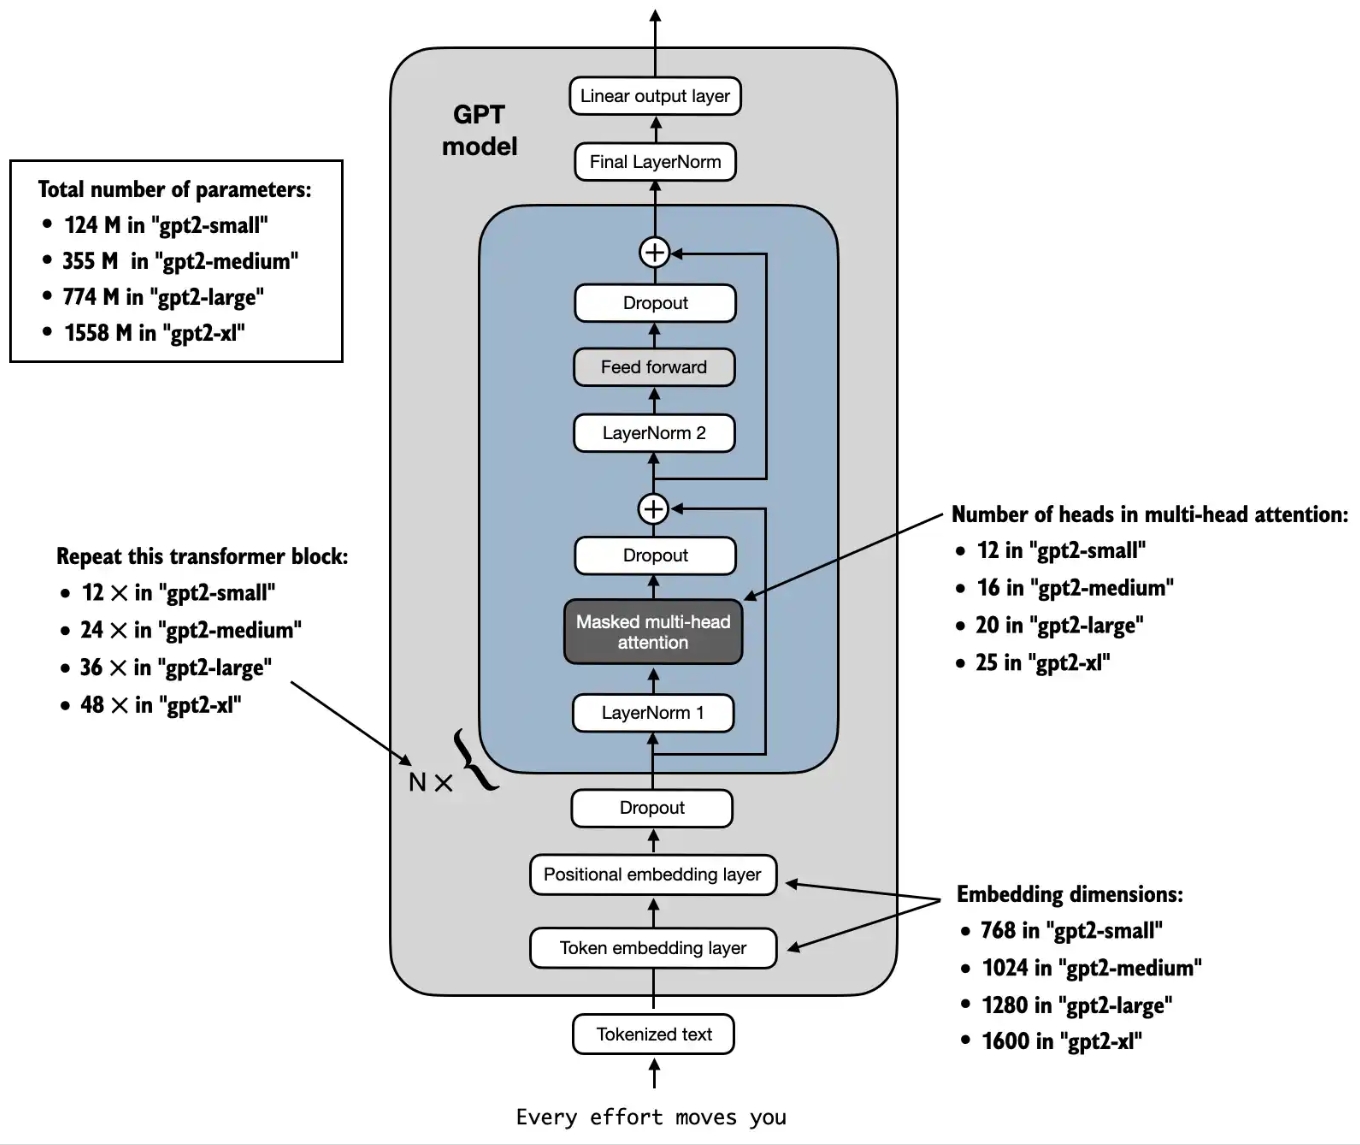 Linear output layer
GPT
model
Final LayerNorm
Total number of parameters:
• 124 M in "gpt2-small"
• 355 M  in "gpt2-medium"
• 774 M in "gpt2-large"
• 1558 M in "gpt2-xl"
Dropout
Feed forward
LayerNorm 2
Dropout
Masked multi-head
attention
LayerNorm 1
Number of heads in multi-head attention:
• 12 in "gpt2-small"
• 16 in "gpt2-medium"
• 20 in "gpt2-large"
• 25 in "gpt2-xl"
Repeat this transformer block:
• 12 × in "gpt2-small"
• 24 × in "gpt2-medium"
• 36 × in "gpt2-large"
• 48 × in "gpt2-xl"
N × {
Dropout
Positional embedding layer
Token embedding layer
Embedding dimensions:
• 768 in "gpt2-small"
• 1024 in "gpt2-medium"
• 1280 in "gpt2-large"
• 1600 in "gpt2-xl"
Tokenized text
Every effort moves you